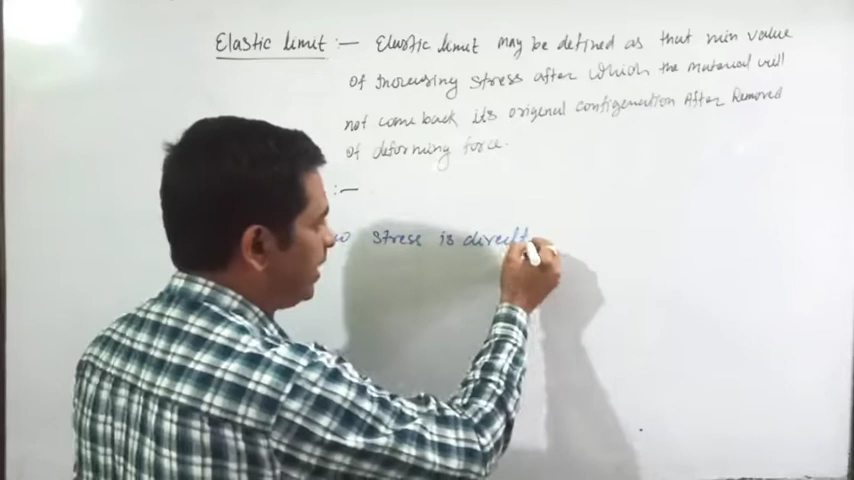 Elastic limit :— Elastic limit may be defined as that min value
of increasing stress after which the material will
not come back its original configeration After Removed
of deforming force.
:—
stress is direct